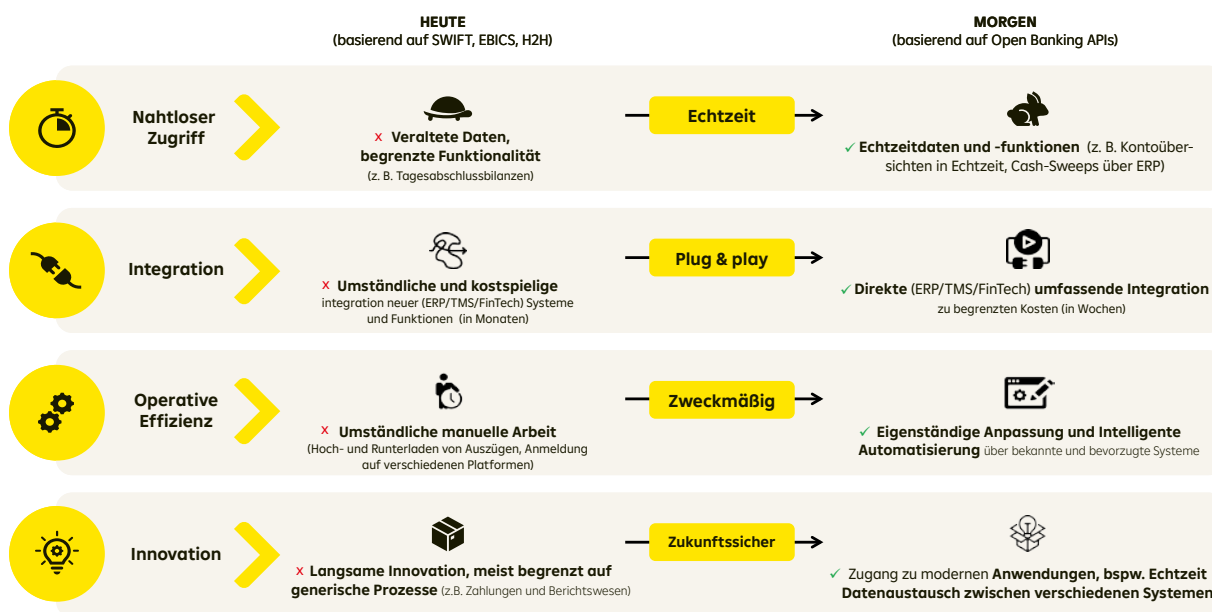 HEUTE
(basierend auf SWIFT, EBICS, H2H)
MORGEN
(basierend auf Open Banking APIs)
Nahtloser
Zugriff
x Veraltete Daten,
begrenzte Funktionalität
(z. B. Tagesabschlussbilanzen)
Echtzeit
✓ Echtzeitdaten und -funktionen (z. B. Kontoüber-
sichten in Echtzeit, Cash-Sweeps über ERP)
Integration
x Umständliche und kostspielige
integration neuer (ERP/TMS/FinTech) Systeme
und Funktionen (in Monaten)
Plug & play
✓ Direkte (ERP/TMS/FinTech) umfassende Integration
zu begrenzten Kosten (in Wochen)
Operative
Effizienz
x Umständliche manuelle Arbeit
(Hoch- und Runterladen von Auszügen, Anmeldung
auf verschiedenen Platformen)
Zweckmäßig
✓ Eigenständige Anpassung und Intelligente
Automatisierung über bekannte und bevorzugte Systeme
Innovation
x Langsame Innovation, meist begrenzt auf
generische Prozesse (z.B. Zahlungen und Berichtswesen)
Zukunftssicher
✓ Zugang zu modernen Anwendungen, bspw. Echtzeit
Datenaustausch zwischen verschiedenen Systemen